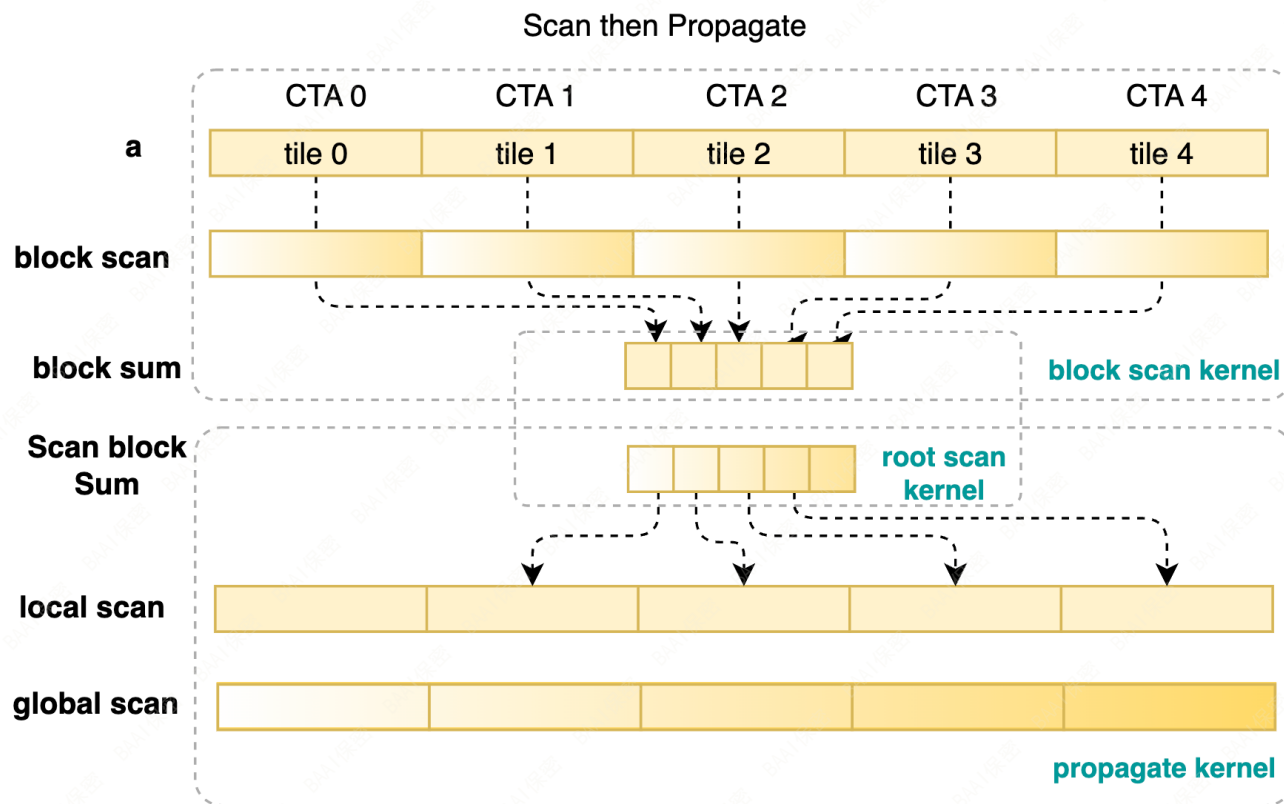 Scan then Propagate
CTA 0 CTA 1 CTA 2 CTA 3 CTA 4
a
tile 0 tile 1 tile 2 tile 3 tile 4
block scan
block sum
block scan kernel
Scan block
Sum
root scan
kernel
local scan
global scan
propagate kernel